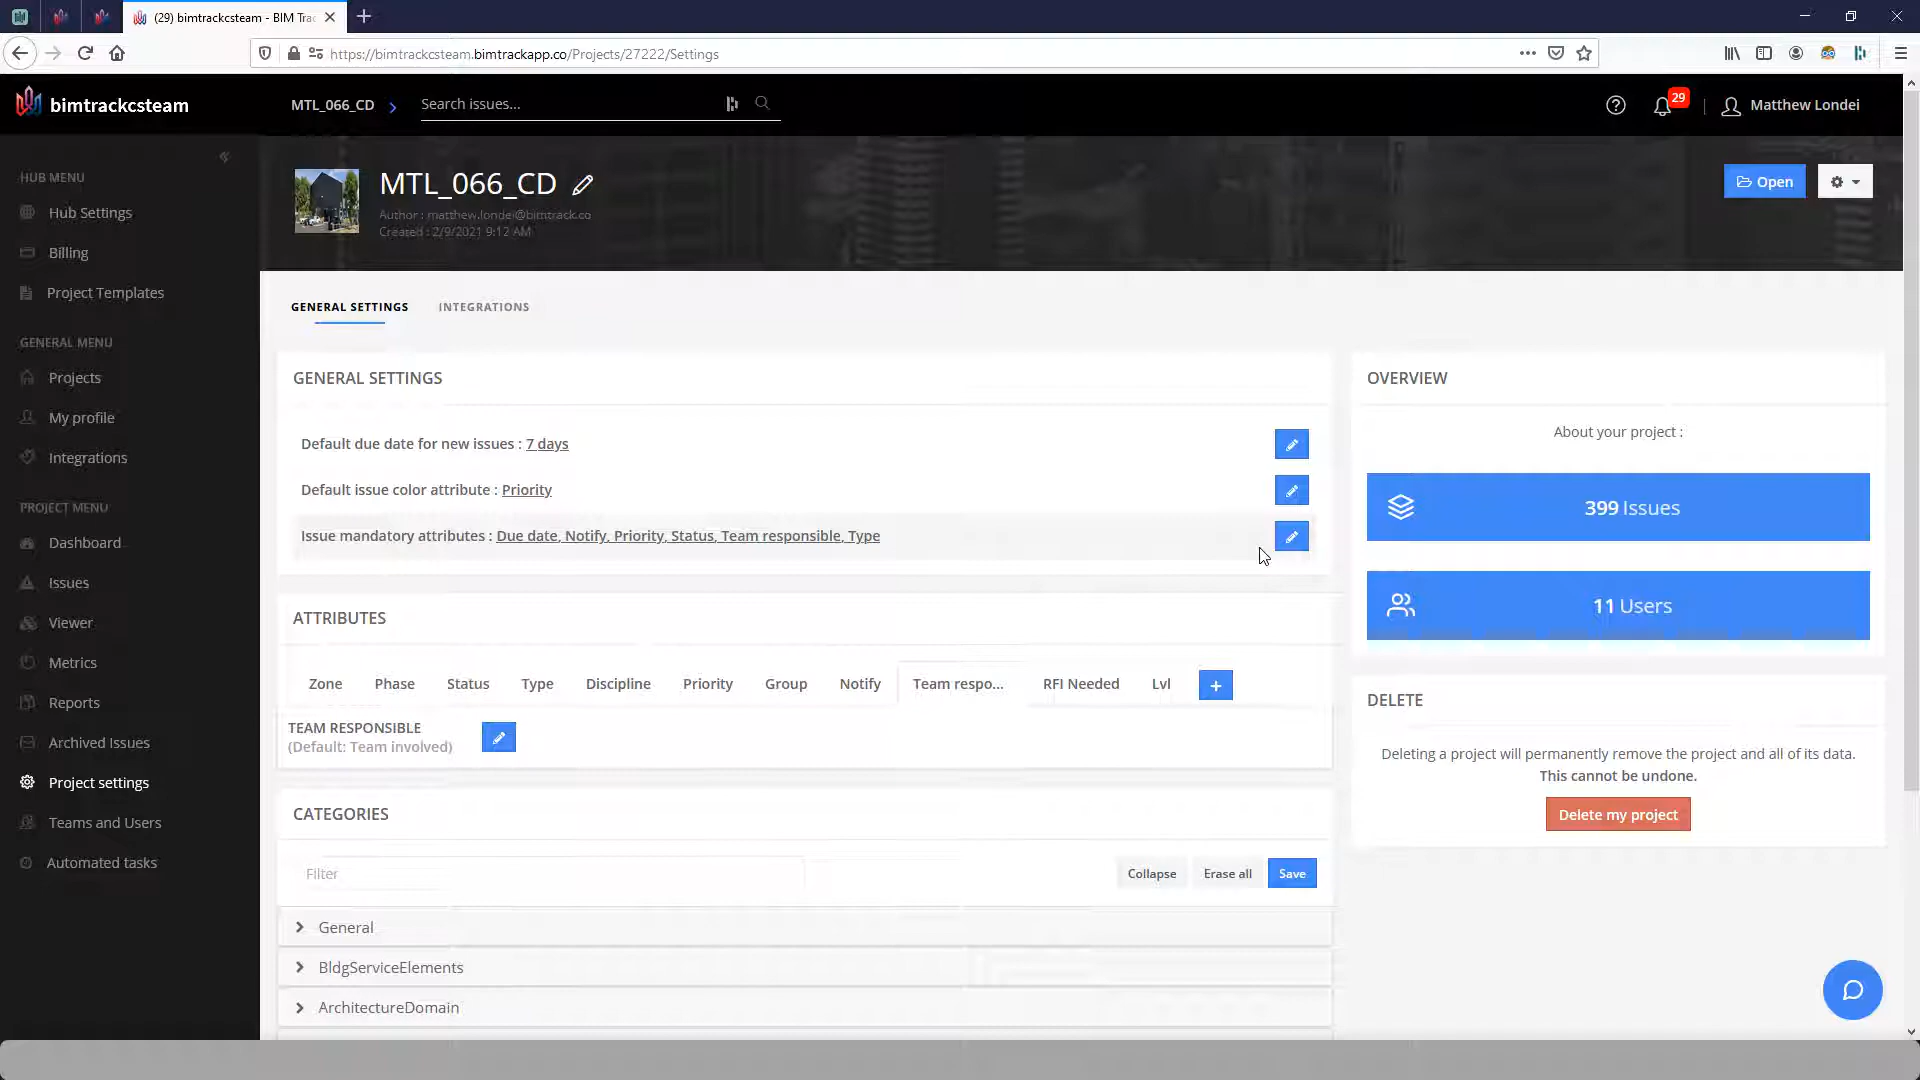 (29) bimtrackcsteam - BIM Trac
https://bimtrackcsteam.bimtrackapp.co/Projects/27222/Settings
bimtrackcsteam
MTL_066_CD
Search issues...
29
Matthew Londei
HUB MENU
Hub Settings
Billing
Project Templates
GENERAL MENU
Projects
My profile
Integrations
PROJECT MENU
Dashboard
Issues
Viewer
Metrics
Reports
Archived Issues
Project settings
Teams and Users
Automated tasks
MTL_066_CD
Author : matthew.londei@bimtrack.co
Created : 2/9/2021 9:12 AM
Open
GENERAL SETTINGS
INTEGRATIONS
GENERAL SETTINGS
Default due date for new issues : 7 days
Default issue color attribute : Priority
Issue mandatory attributes : Due date, Notify, Priority, Status, Team responsible, Type
ATTRIBUTES
Zone
Phase
Status
Type
Discipline
Priority
Group
Notify
Team respo...
RFI Needed
Lvl
+
TEAM RESPONSIBLE
(Default: Team involved)
CATEGORIES
Filter
Collapse
Erase all
Save
General
BldgServiceElements
ArchitectureDomain
OVERVIEW
About your project :
399 Issues
11 Users
DELETE
Deleting a project will permanently remove the project and all of its data.
This cannot be undone.
Delete my project